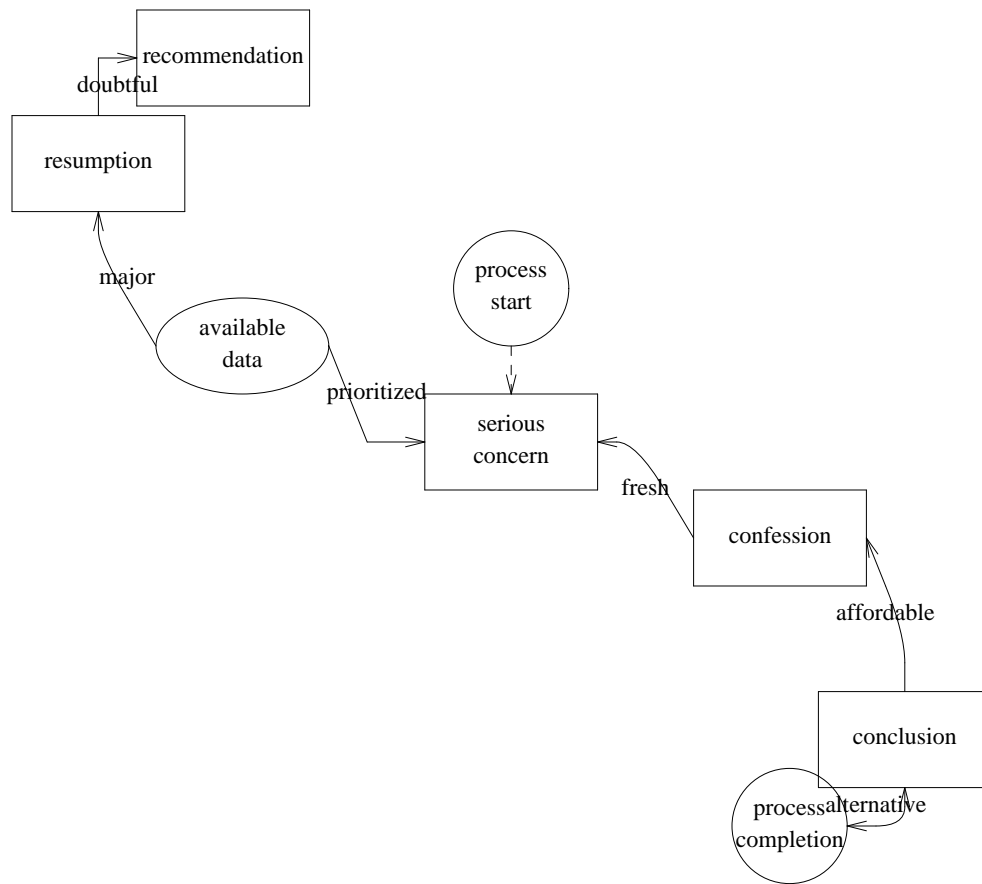 recommendation
doubtful
resumption
process
start
major
available
data
prioritized
serious
concern
fresh
confession
affordable
conclusion
alternative
process
completion